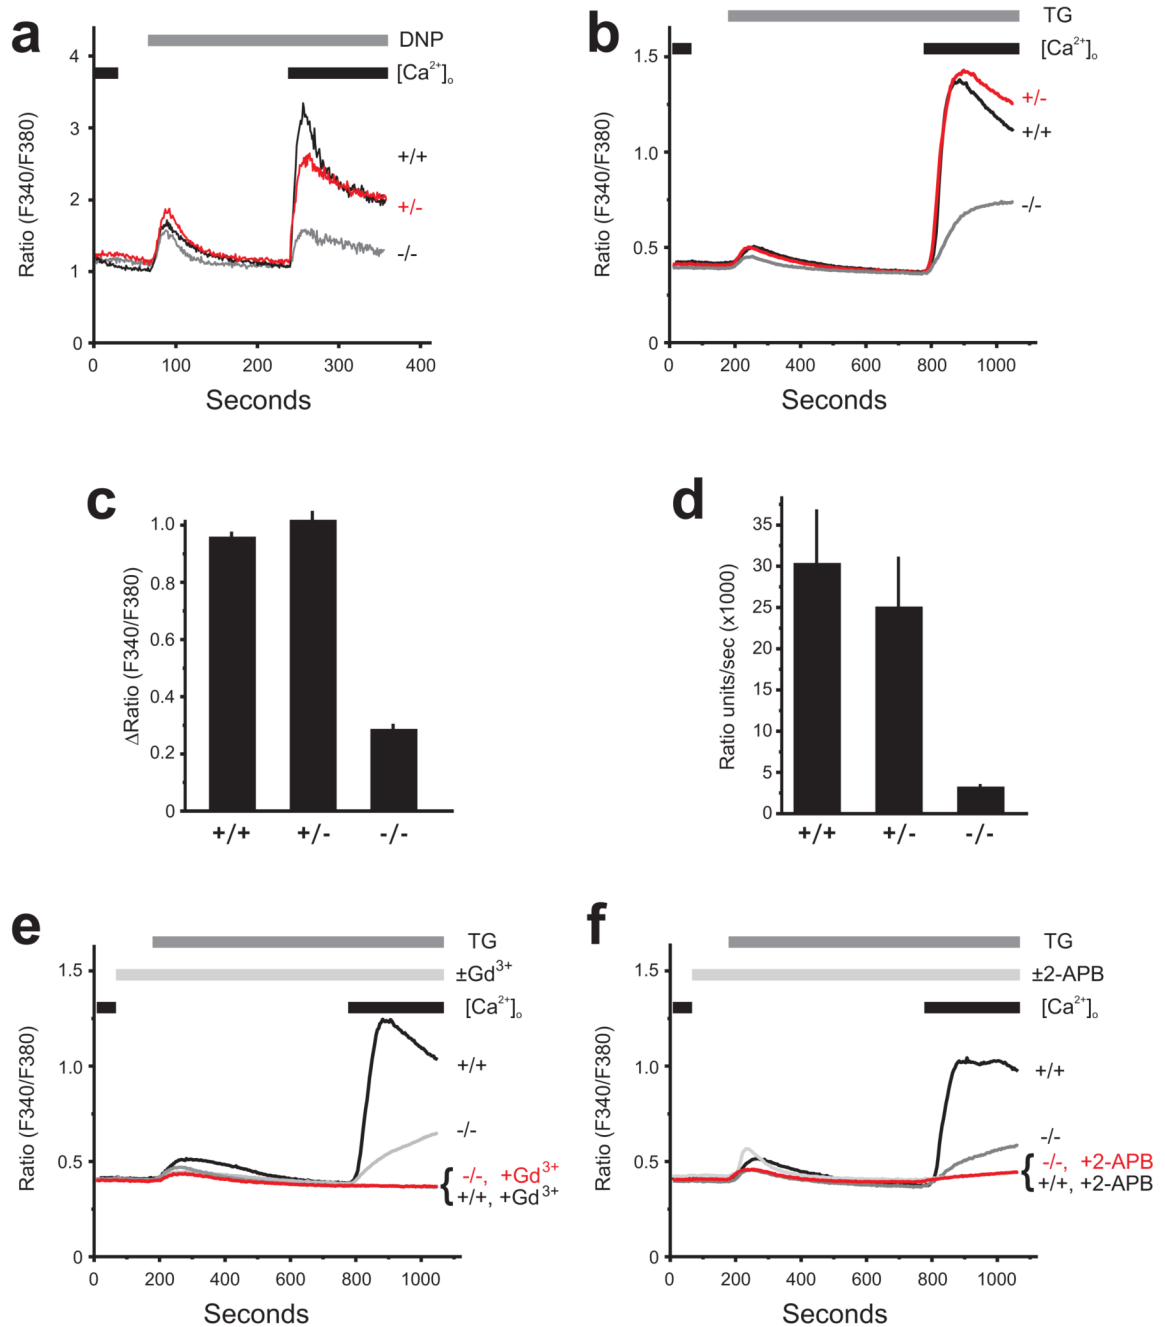 a
DNP
[Ca²⁺]ₒ
4
3
2
1
0
Ratio (F340/F380)
+/+
+/-
-/-
0 100 200 300 400
Seconds
b
TG
[Ca²⁺]ₒ
1.5
1.0
0.5
0
Ratio (F340/F380)
+/-
+/+
-/-
0 200 400 600 800 1000
Seconds
c
1.0
0.8
0.6
0.4
0.2
0
ΔRatio (F340/F380)
+/+ +/- -/-
d
35
30
25
20
15
10
5
0
Ratio units/sec (x1000)
+/+ +/- -/-
e
TG
±Gd³⁺
[Ca²⁺]ₒ
1.5
1.0
0.5
0
Ratio (F340/F380)
+/+
-/-
-/-, +Gd³⁺
+/+, +Gd³⁺
0 200 400 600 800 1000
Seconds
f
TG
±2-APB
[Ca²⁺]ₒ
1.5
1.0
0.5
0
Ratio (F340/F380)
+/+
-/-
-/-, +2-APB
+/+, +2-APB
0 200 400 600 800 1000
Seconds